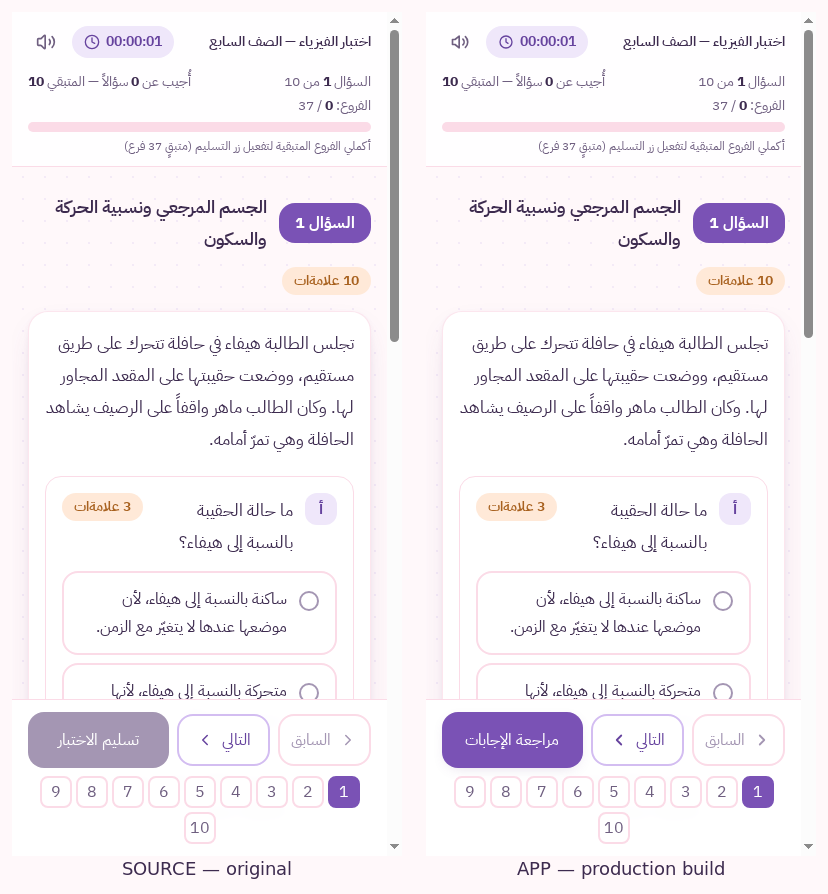 اختبار الفيزياء — الصف السابع
00:00:01
السؤال 1 من 10
أُجيب عن 0 سؤالاً — المتبقي 10
الفروع: 0 / 37
أكملي الفروع المتبقية لتفعيل زر التسليم (متبقٍ 37 فرع)
السؤال 1
الجسم المرجعي ونسبية الحركة
والسكون
10 علامةات
تجلس الطالبة هيفاء في حافلة تتحرك على طريق
مستقيم، ووضعت حقيبتها على المقعد المجاور
لها. وكان الطالب ماهر واقفاً على الرصيف يشاهد
الحافلة وهي تمرّ أمامه.
أ
ما حالة الحقيبة
بالنسبة إلى هيفاء؟
3 علامةات
ساكنة بالنسبة إلى هيفاء، لأن
موضعها عندها لا يتغيّر مع الزمن.
متحركة بالنسبة إلى هيفاء، لأنها
السابق
التالي
تسليم الاختبار
1 2 3 4 5 6 7 8 9
10
SOURCE — original
اختبار الفيزياء — الصف السابع
00:00:01
السؤال 1 من 10
أُجيب عن 0 سؤالاً — المتبقي 10
الفروع: 0 / 37
أكملي الفروع المتبقية لتفعيل زر التسليم (متبقٍ 37 فرع)
السؤال 1
الجسم المرجعي ونسبية الحركة
والسكون
10 علامةات
تجلس الطالبة هيفاء في حافلة تتحرك على طريق
مستقيم، ووضعت حقيبتها على المقعد المجاور
لها. وكان الطالب ماهر واقفاً على الرصيف يشاهد
الحافلة وهي تمرّ أمامه.
أ
ما حالة الحقيبة
بالنسبة إلى هيفاء؟
3 علامةات
ساكنة بالنسبة إلى هيفاء، لأن
موضعها عندها لا يتغيّر مع الزمن.
متحركة بالنسبة إلى هيفاء، لأنها
السابق
التالي
مراجعة الإجابات
1 2 3 4 5 6 7 8 9
10
APP — production build